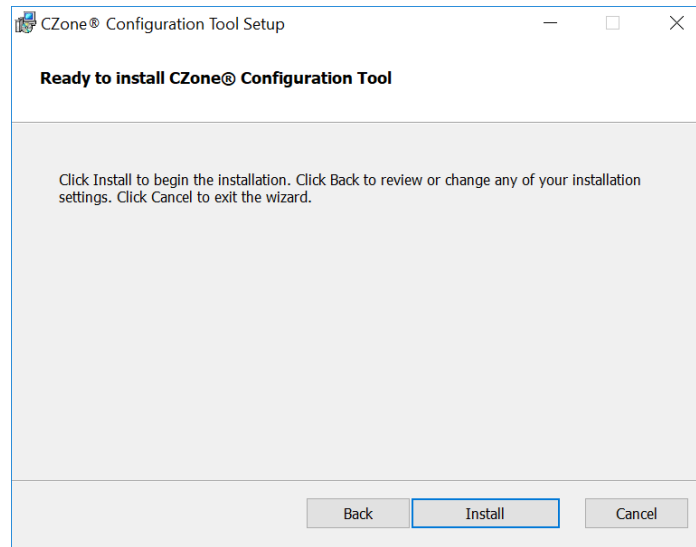 CZone® Configuration Tool Setup
Ready to install CZone® Configuration Tool
Click Install to begin the installation. Click Back to review or change any of your installation
settings. Click Cancel to exit the wizard.
Back Install Cancel